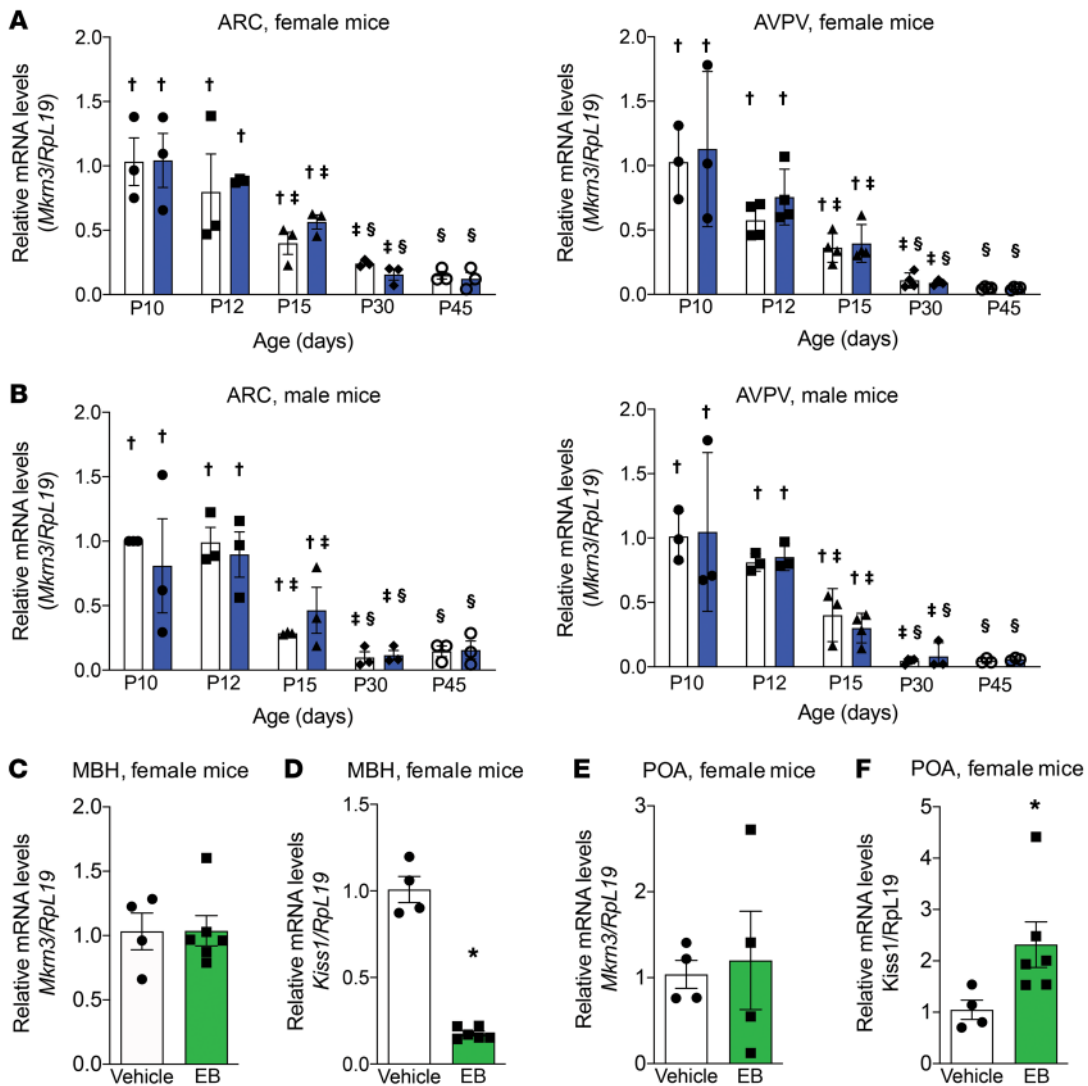 A
ARC, female mice
Relative mRNA levels
(Mkrn3/RpL19)
2.0
1.5
1.0
0.5
0.0
† † † † † ‡ † ‡ ‡ § ‡ § § §
P10 P12 P15 P30 P45
Age (days)
AVPV, female mice
Relative mRNA levels
(Mkrn3/RpL19)
2.0
1.5
1.0
0.5
0.0
† † † † † ‡ † ‡ ‡ § ‡ § § §
P10 P12 P15 P30 P45
Age (days)
B
ARC, male mice
Relative mRNA levels
(Mkrn3/RpL19)
2.0
1.5
1.0
0.5
0.0
† † † † † ‡ † ‡ ‡ § ‡ § § §
P10 P12 P15 P30 P45
Age (days)
AVPV, male mice
Relative mRNA levels
(Mkrn3/RpL19)
2.0
1.5
1.0
0.5
0.0
† † † † † ‡ † ‡ ‡ § ‡ § § §
P10 P12 P15 P30 P45
Age (days)
C
MBH, female mice
Relative mRNA levels
Mkrn3/RpL19
2.0
1.5
1.0
0.5
0.0
Vehicle EB
D
MBH, female mice
Relative mRNA levels
Kiss1/RpL19
1.5
1.0
0.5
0.0
*
Vehicle EB
E
POA, female mice
Relative mRNA levels
Mkrn3/RpL19
3
2
1
0
Vehicle EB
F
POA, female mice
Relative mRNA levels
Kiss1/RpL19
5
4
3
2
1
0
*
Vehicle EB